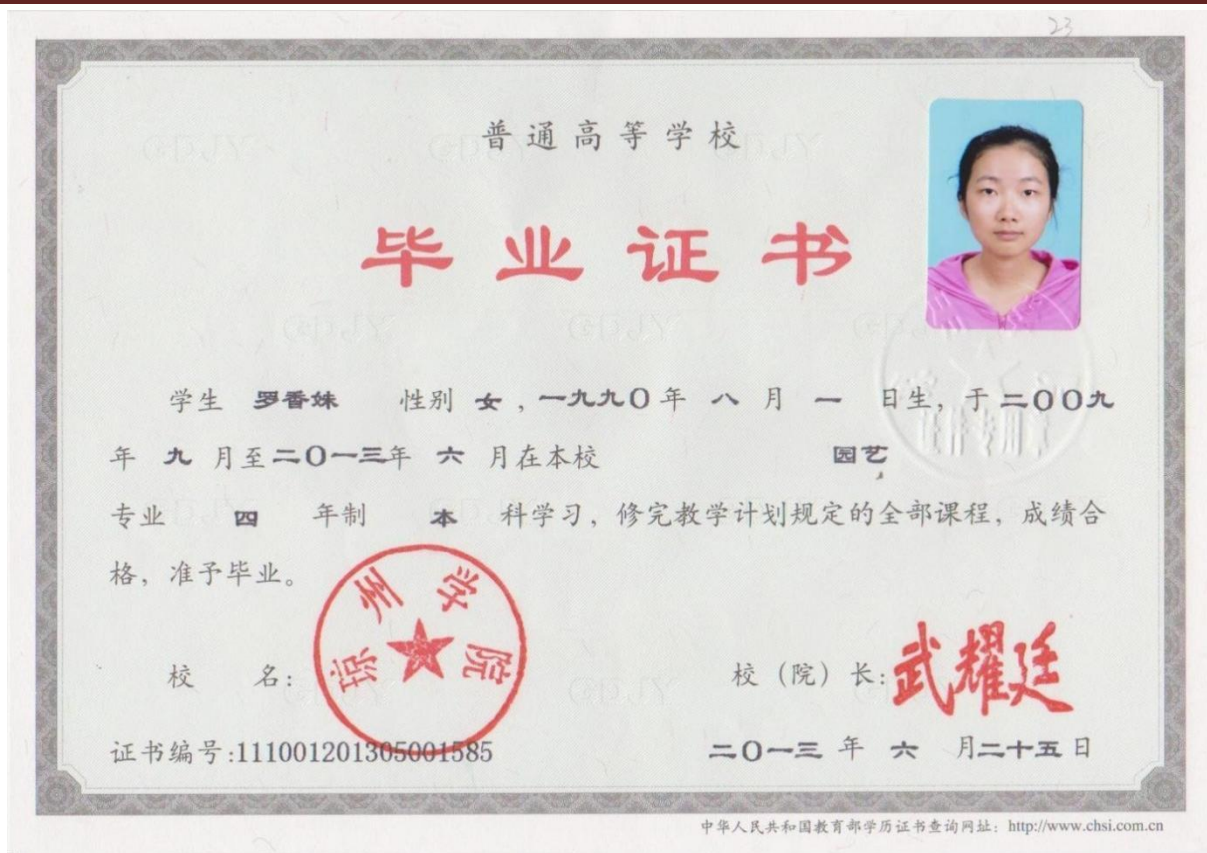 23
普通高等学校
毕业证书
学生 罗香妹 性别 女，一九九〇年 八 月 一 日生，于二〇〇九
年 九 月至二〇一三年 六 月在本校 园艺
专业 四 年制 本 科学习，修完教学计划规定的全部课程，成绩合
格，准予毕业。
琼州学院
校 名：
校（院）长：武耀廷
证书编号:111001201305001585
二〇一三 年 六 月二十五日
中华人民共和国教育部学历证书查询网址：http://www.chsi.com.cn